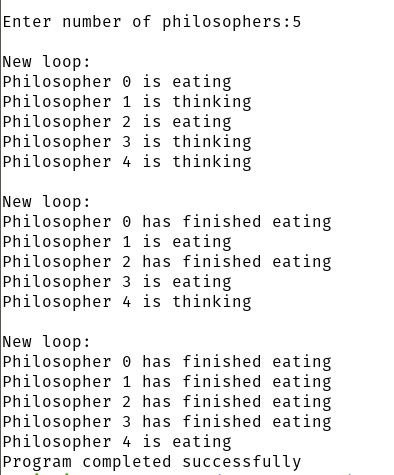 Enter number of philosophers:5
New loop:
Philosopher 0 is eating
Philosopher 1 is thinking
Philosopher 2 is eating
Philosopher 3 is thinking
Philosopher 4 is thinking
New loop:
Philosopher 0 has finished eating
Philosopher 1 is eating
Philosopher 2 has finished eating
Philosopher 3 is eating
Philosopher 4 is thinking
New loop:
Philosopher 0 has finished eating
Philosopher 1 has finished eating
Philosopher 2 has finished eating
Philosopher 3 has finished eating
Philosopher 4 is eating
Program completed successfully